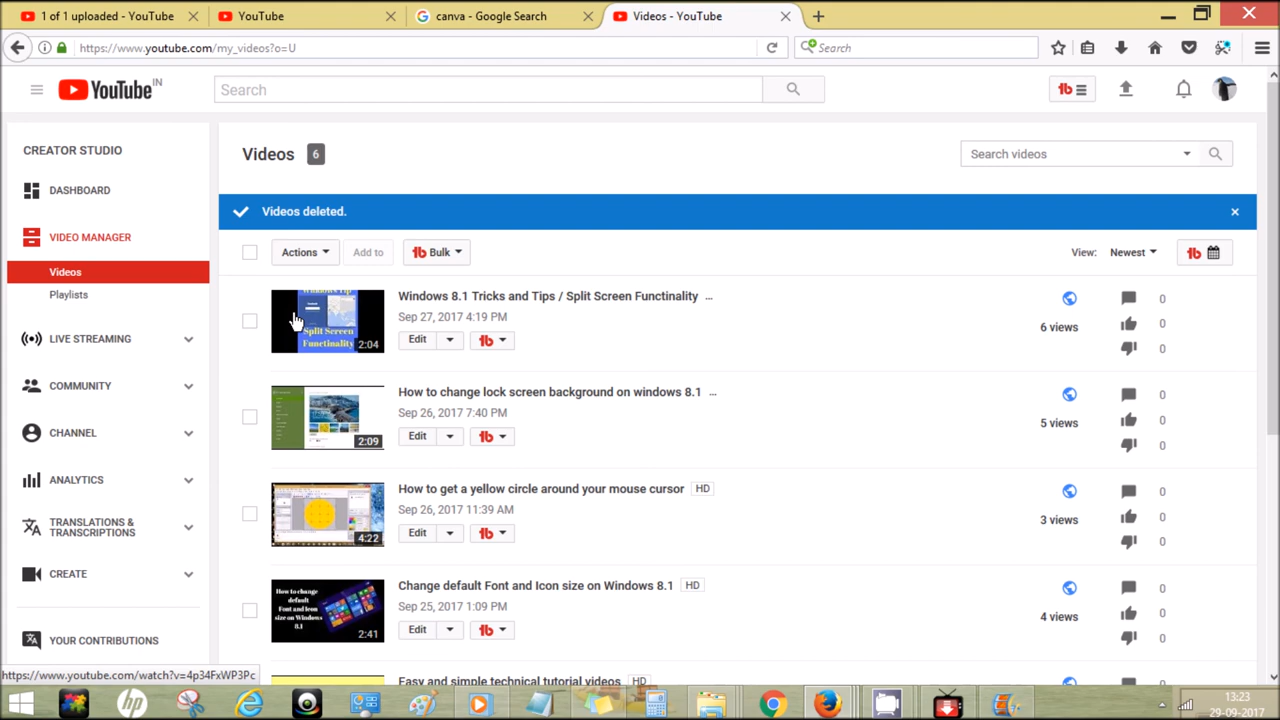 1 of 1 uploaded - YouTube
YouTube
canva - Google Search
Videos - YouTube
https://www.youtube.com/my_videos?o=U
Search
YouTube IN
Search
tb
CREATOR STUDIO
DASHBOARD
VIDEO MANAGER
Videos
Playlists
LIVE STREAMING
COMMUNITY
CHANNEL
ANALYTICS
TRANSLATIONS &
TRANSCRIPTIONS
CREATE
YOUR CONTRIBUTIONS
Videos 6
Search videos
Videos deleted.
Actions Add to tb Bulk View: Newest tb
Split Screen
Functinality
2:04
Windows 8.1 Tricks and Tips / Split Screen Functinality ...
Sep 27, 2017 4:19 PM
Edit tb
6 views
0
0
0
2:09
How to change lock screen background on windows 8.1 ...
Sep 26, 2017 7:40 PM
Edit tb
5 views
0
0
0
4:22
How to get a yellow circle around your mouse cursor HD
Sep 26, 2017 11:39 AM
Edit tb
3 views
0
0
0
How to change
default
Font and Icon
size on Windows
8.1
2:41
Change default Font and Icon size on Windows 8.1 HD
Sep 25, 2017 1:09 PM
Edit tb
4 views
0
0
0
Easy and simple technical tutorial videos HD
https://www.youtube.com/watch?v=4p34FxWP3Pc
hp
13:23
29-09-2017